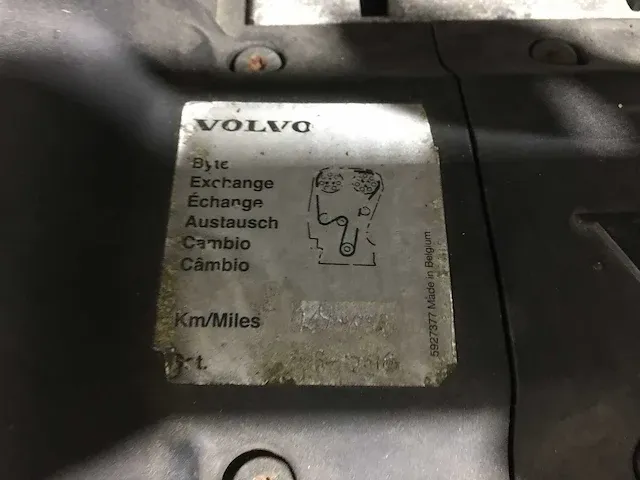 VOLVO
Byte
Exchange
Échange
Austausch
Cambio
Câmbio
Km/Miles
5927377 Made in Belgium